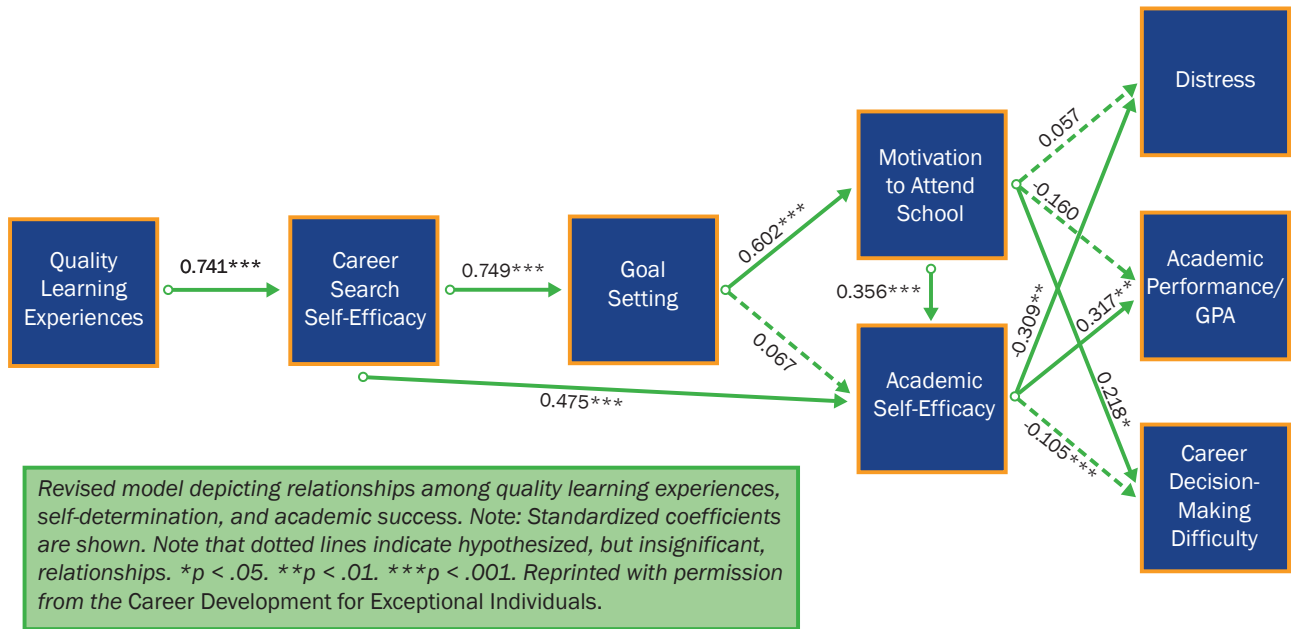 Quality
Learning
Experiences
0.741***
Career
Search
Self-Efficacy
0.749***
Goal
Setting
0.602***
0.067
0.475***
Motivation
to Attend
School
0.356***
Academic
Self-Efficacy
0.057
-0.160
-0.309**
0.317**
0.218*
-0.105***
Distress
Academic
Performance/
GPA
Career
Decision-
Making
Difficulty
Revised model depicting relationships among quality learning experiences,
self-determination, and academic success. Note: Standardized coefficients
are shown. Note that dotted lines indicate hypothesized, but insignificant,
relationships. *p < .05. **p < .01. ***p < .001. Reprinted with permission
from the Career Development for Exceptional Individuals.